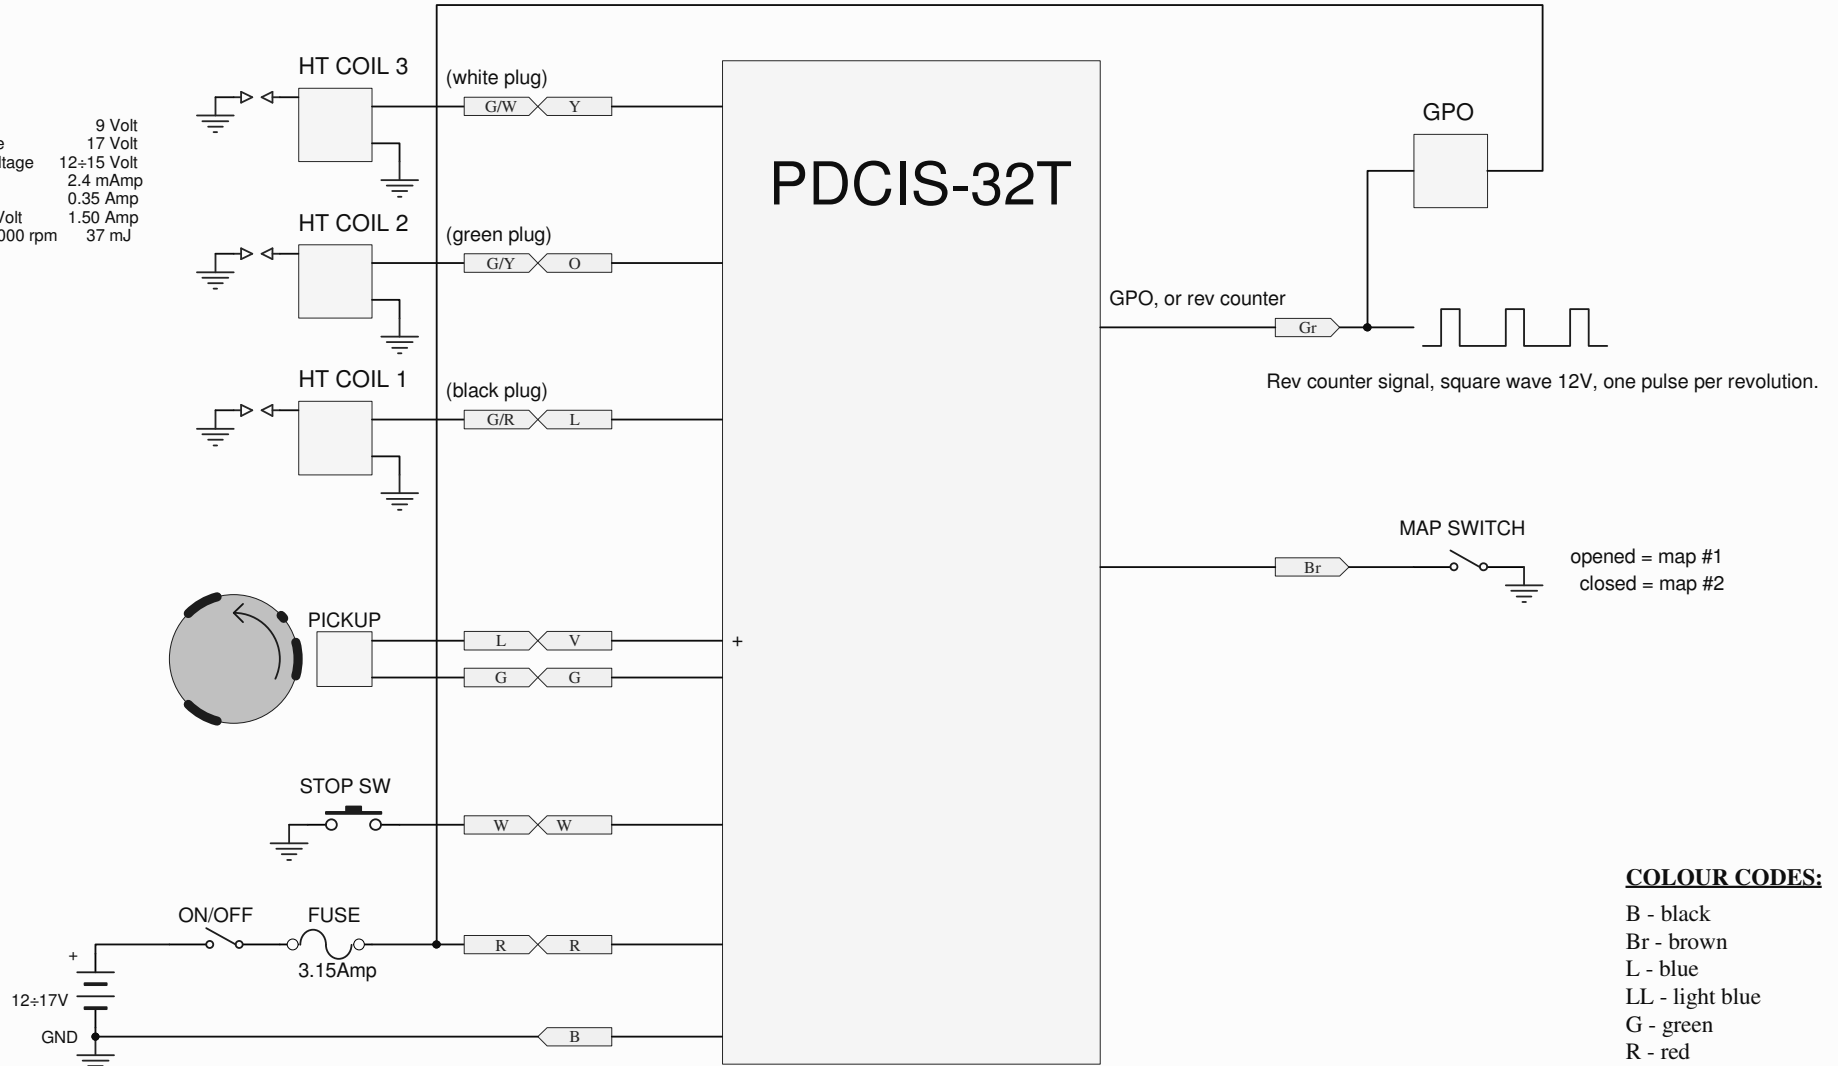 HT COIL 3
(white plug)
G/W Y
9 Volt
17 Volt
12÷15 Volt
2.4 mAmp
0.35 Amp
Volt 1.50 Amp
000 rpm 37 mJ
PDCIS-32T
GPO
HT COIL 2
(green plug)
G/Y O
GPO, or rev counter
Gr
Rev counter signal, square wave 12V, one pulse per revolution.
HT COIL 1
(black plug)
G/R L
MAP SWITCH
Br
opened = map #1
closed = map #2
PICKUP
L V +
G G
STOP SW
W W
ON/OFF FUSE
R R
3.15Amp
+
12÷17V
GND
B
COLOUR CODES:
B - black
Br - brown
L - blue
LL - light blue
G - green
R - red